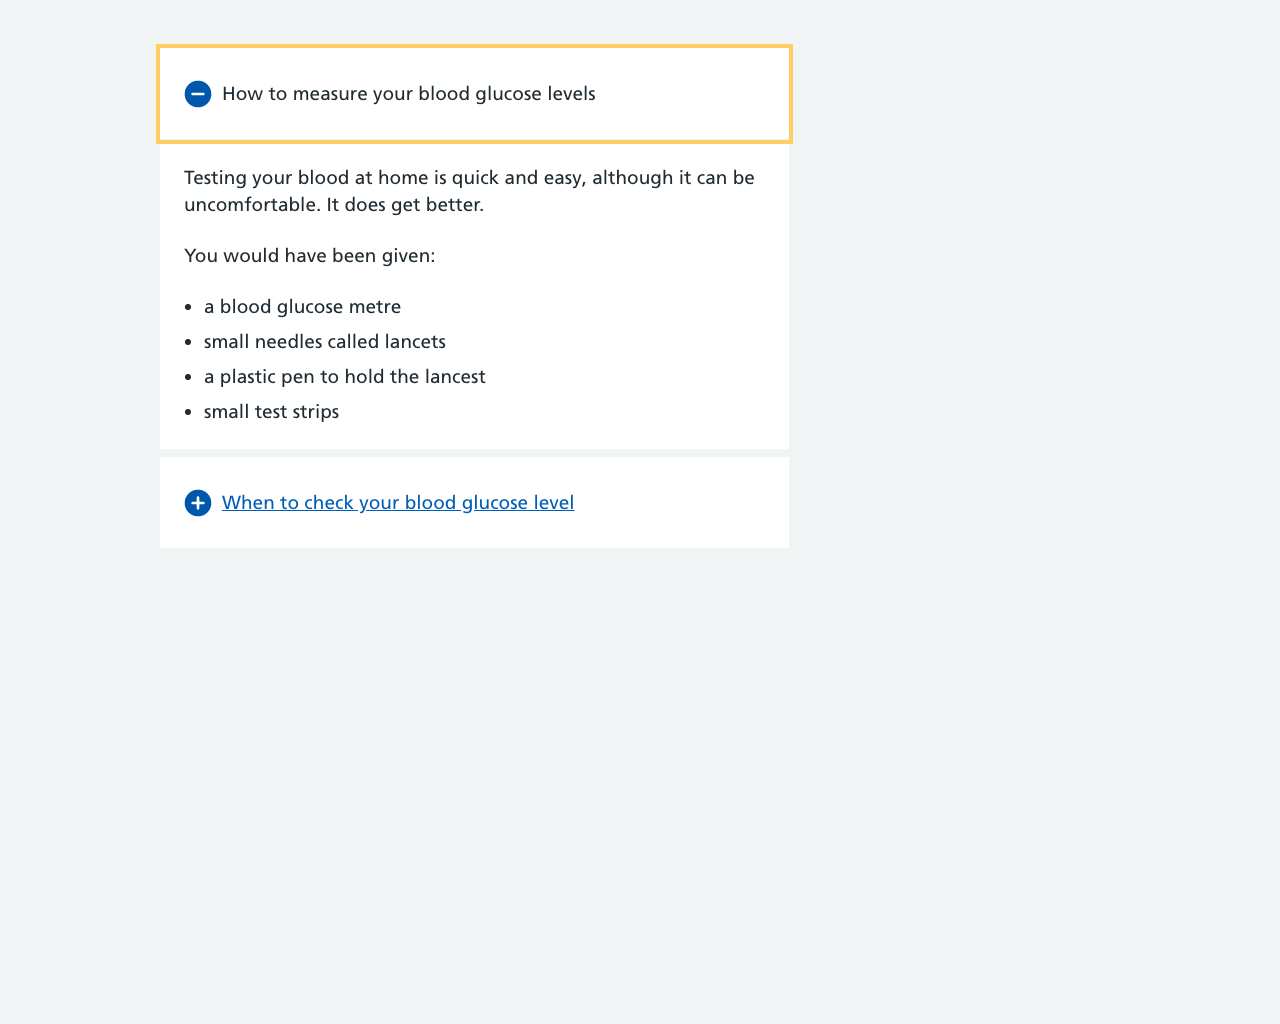 How to measure your blood glucose levels
Testing your blood at home is quick and easy, although it can be
uncomfortable. It does get better.
You would have been given:
• a blood glucose metre
• small needles called lancets
• a plastic pen to hold the lancest
• small test strips
When to check your blood glucose level